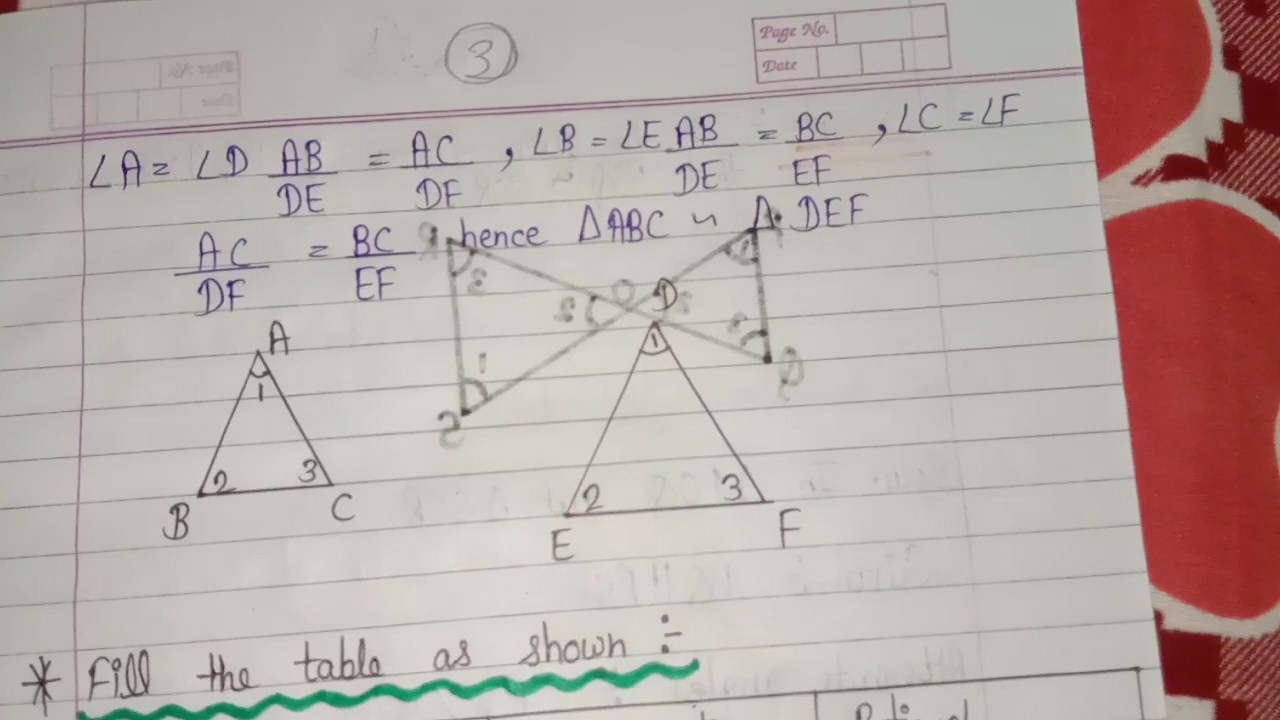 3
Page No.
Date
∠A = ∠D AB/DE = AC/DF , ∠B = ∠E AB/DE = BC/EF , ∠C = ∠F
AC/DF = BC/EF hence ΔABC ~ Δ DEF
A
1
2 3
B C
D
1
2 3
E F
* Fill the table as shown :-